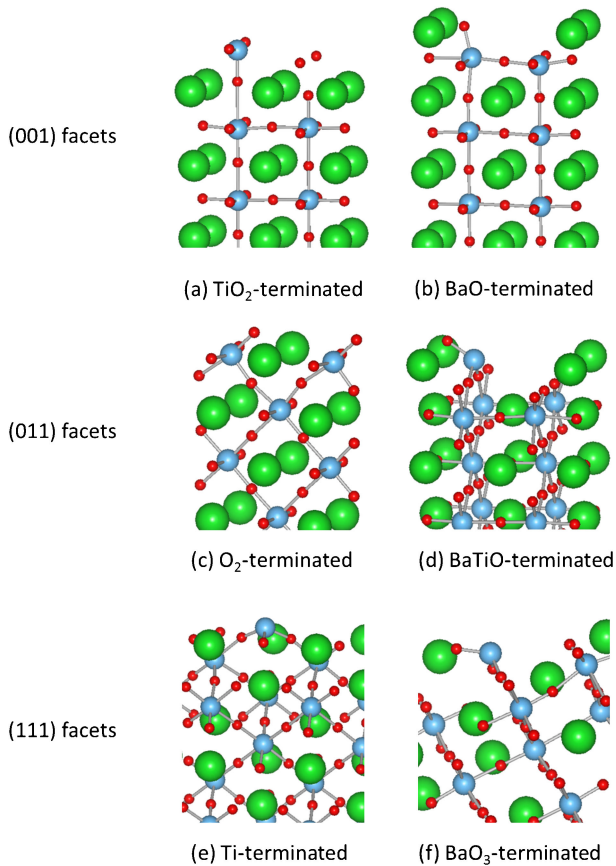 (001) facets
(a) TiO₂-terminated
(b) BaO-terminated
(011) facets
(c) O₂-terminated
(d) BaTiO-terminated
(111) facets
(e) Ti-terminated
(f) BaO₃-terminated